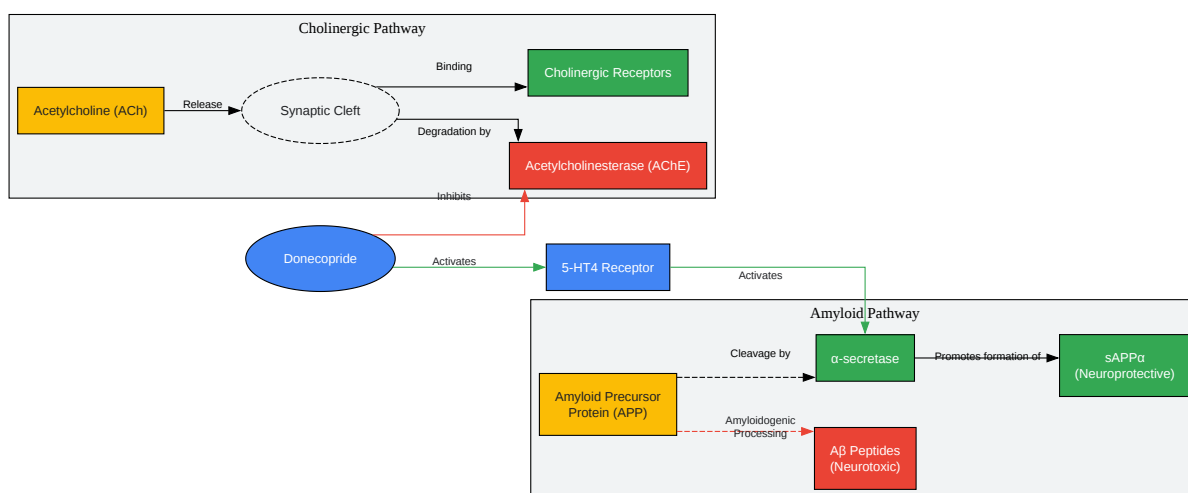 Cholinergic Pathway
Binding
Cholinergic Receptors
Acetylcholine (ACh)
Release
Synaptic Cleft
Degradation by
Acetylcholinesterase (AChE)
Inhibits
Donecopride
Activates
5-HT4 Receptor
Activates
Amyloid Pathway
Cleavage by
α-secretase
Promotes formation of
sAPPα
(Neuroprotective)
Amyloid Precursor
Protein (APP)
Amyloidogenic
Processing
Aβ Peptides
(Neurotoxic)